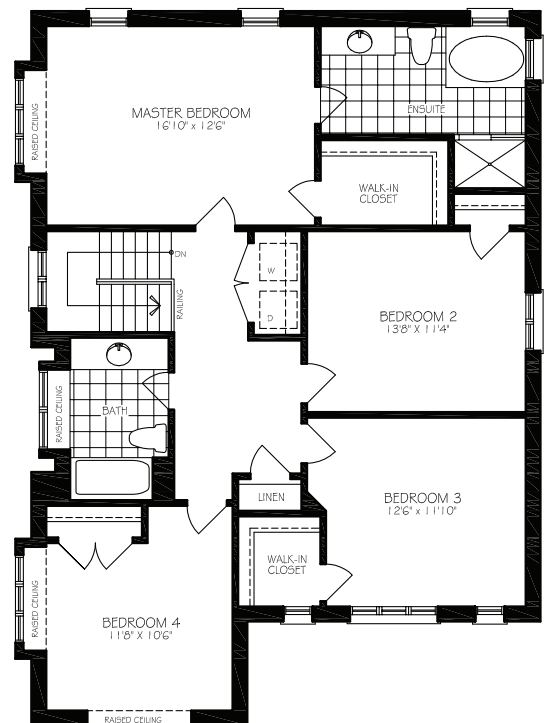 MASTER BEDROOM
16'10" x 12'6"
RAISED CEILING
ENSUITE
WALK-IN
CLOSET
DN
RAILING
W
D
BEDROOM 2
13'8" X 11'4"
RAISED CEILING
BATH
LINEN
BEDROOM 3
12'6" x 11'10"
WALK-IN
CLOSET
RAISED CEILING
BEDROOM 4
11'8" X 10'6"
RAISED CEILING